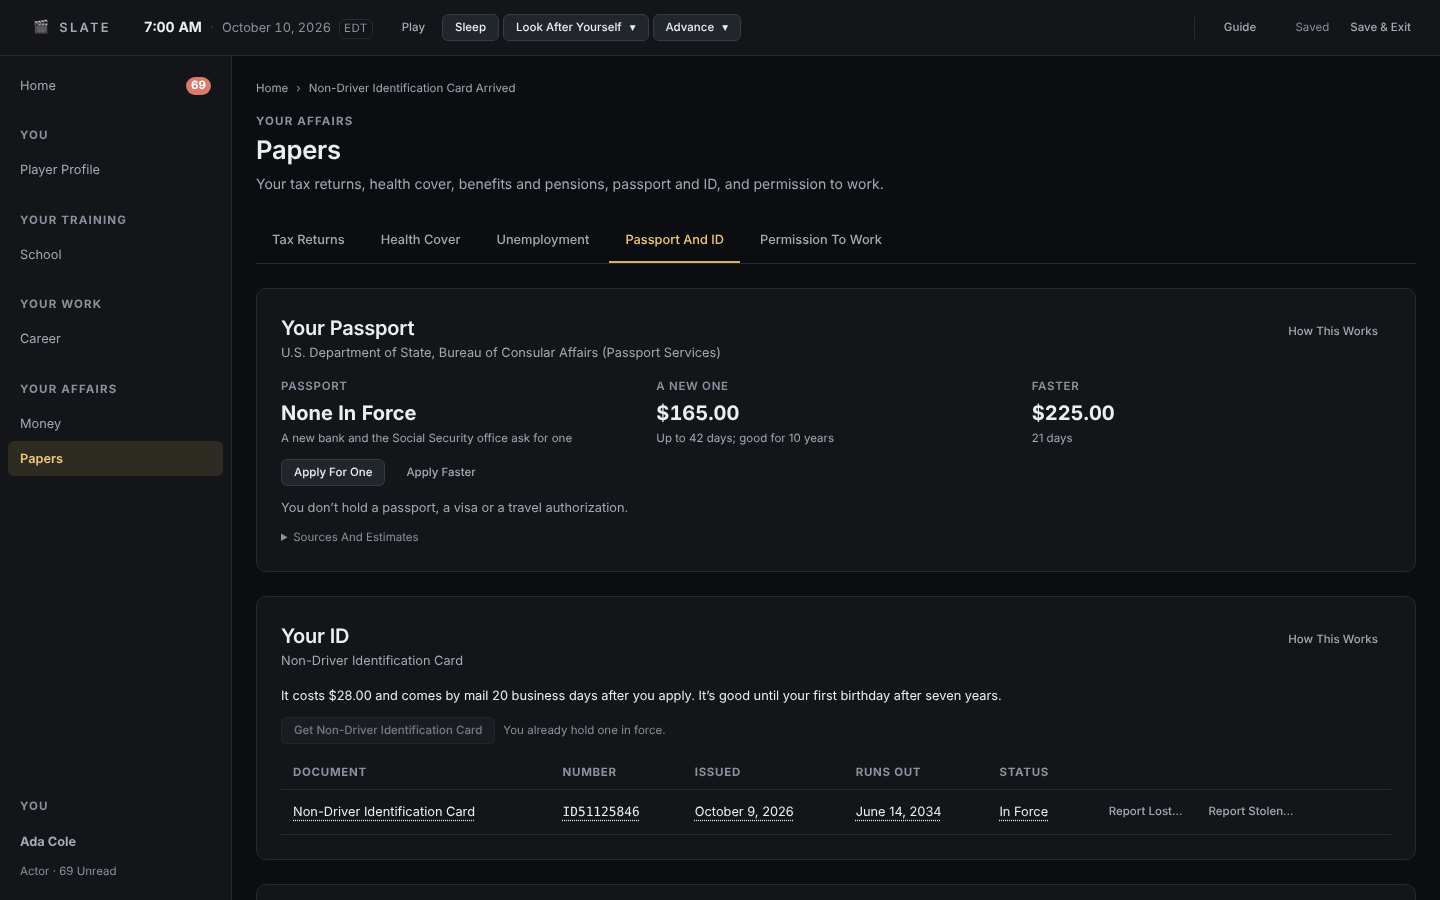 SLATE 7:00 AM · October 10, 2026 EDT Play Sleep Look After Yourself ▾ Advance ▾ Guide Saved Save & Exit
Home 69
YOU
Player Profile
YOUR TRAINING
School
YOUR WORK
Career
YOUR AFFAIRS
Money
Papers
YOU
Ada Cole
Actor · 69 Unread
Home › Non-Driver Identification Card Arrived
YOUR AFFAIRS
Papers
Your tax returns, health cover, benefits and pensions, passport and ID, and permission to work.
Tax Returns Health Cover Unemployment Passport And ID Permission To Work
Your Passport How This Works
U.S. Department of State, Bureau of Consular Affairs (Passport Services)
PASSPORT A NEW ONE FASTER
None In Force $165.00 $225.00
A new bank and the Social Security office ask for one Up to 42 days; good for 10 years 21 days
Apply For One Apply Faster
You don’t hold a passport, a visa or a travel authorization.
▶ Sources And Estimates
Your ID How This Works
Non-Driver Identification Card
It costs $28.00 and comes by mail 20 business days after you apply. It’s good until your first birthday after seven years.
Get Non-Driver Identification Card You already hold one in force.
DOCUMENT NUMBER ISSUED RUNS OUT STATUS
Non-Driver Identification Card ID51125846 October 9, 2026 June 14, 2034 In Force Report Lost... Report Stolen...